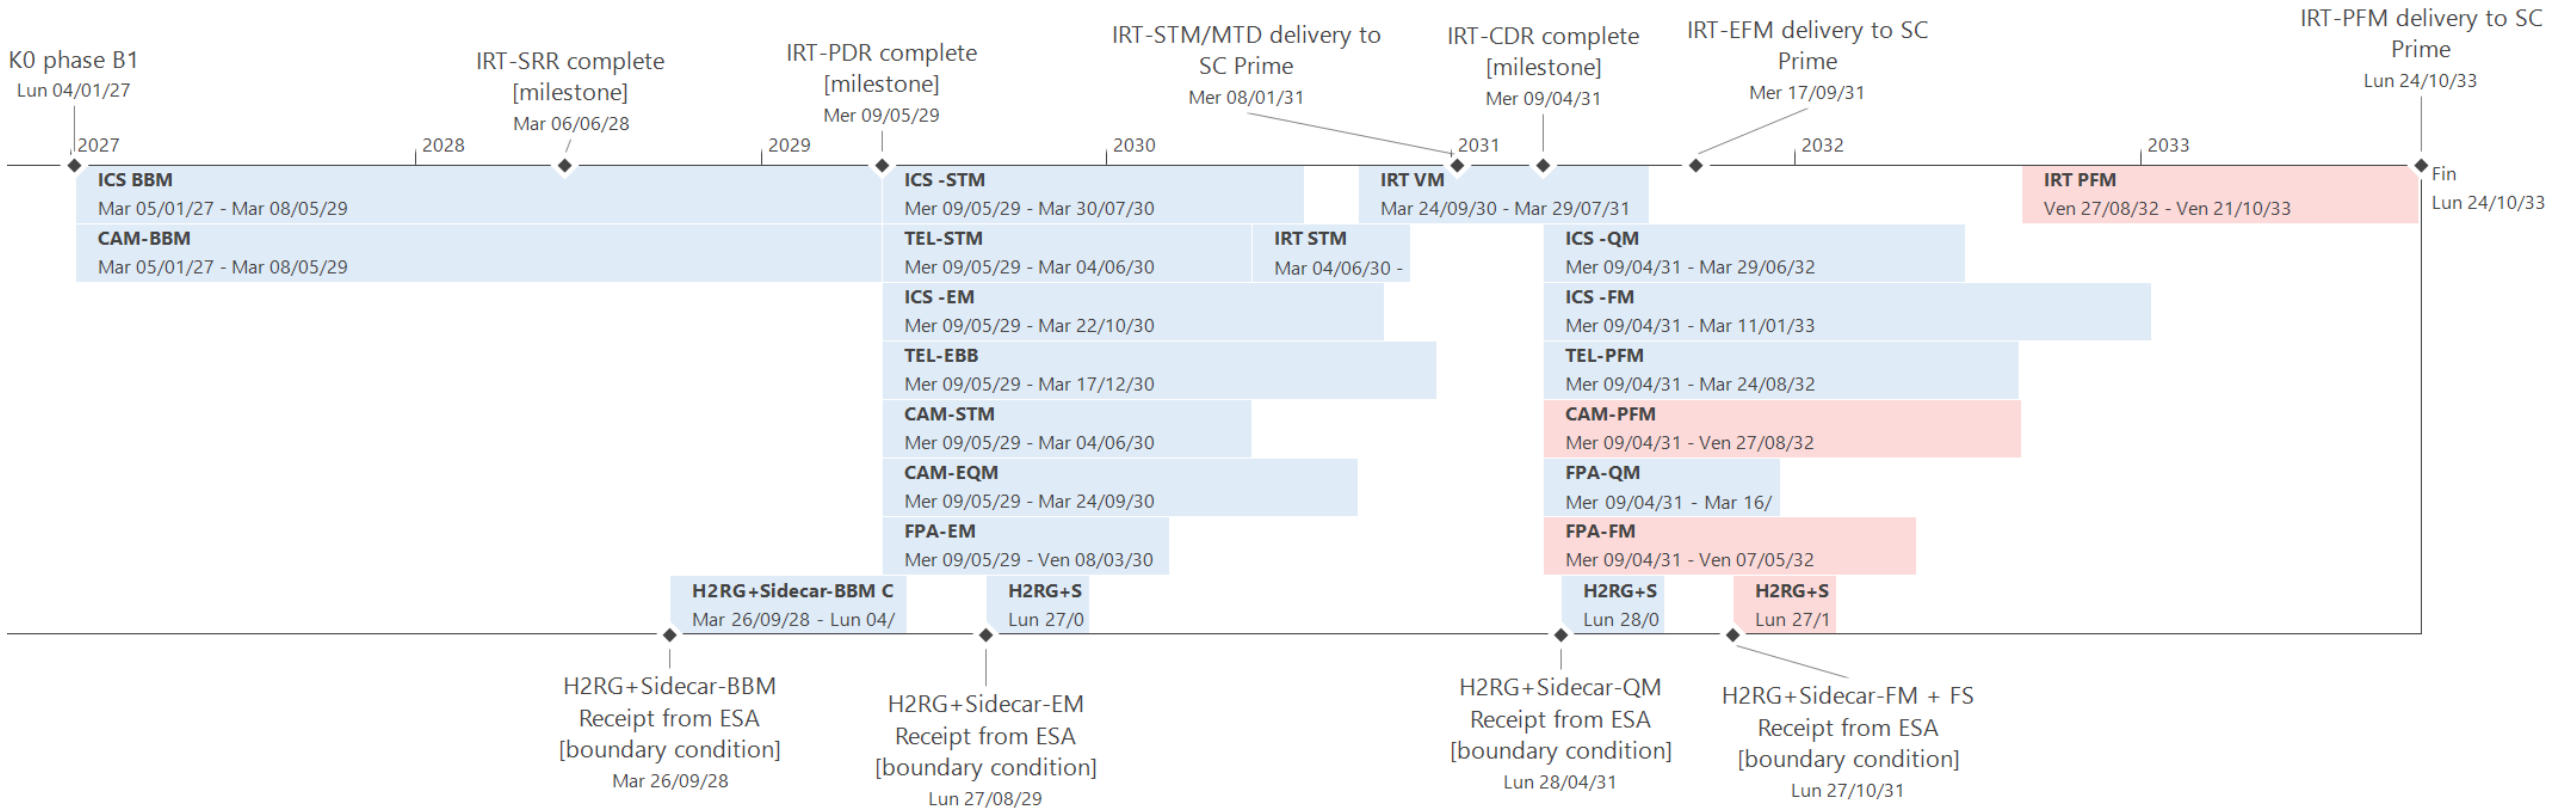 K0 phase B1
Lun 04/01/27
IRT-SRR complete
[milestone]
Mar 06/06/28
IRT-PDR complete
[milestone]
Mer 09/05/29
IRT-STM/MTD delivery to
SC Prime
Mer 08/01/31
IRT-CDR complete
[milestone]
Mer 09/04/31
IRT-EFM delivery to SC
Prime
Mer 17/09/31
IRT-PFM delivery to SC
Prime
Lun 24/10/33
2027
2028
2029
2030
2031
2032
2033
ICS BBM
Mar 05/01/27 - Mar 08/05/29
ICS -STM
Mer 09/05/29 - Mar 30/07/30
IRT VM
Mar 24/09/30 - Mar 29/07/31
IRT PFM
Ven 27/08/32 - Ven 21/10/33
Fin
Lun 24/10/33
CAM-BBM
Mar 05/01/27 - Mar 08/05/29
TEL-STM
Mer 09/05/29 - Mar 04/06/30
IRT STM
Mar 04/06/30 -
ICS -QM
Mer 09/04/31 - Mar 29/06/32
ICS -EM
Mer 09/05/29 - Mar 22/10/30
ICS -FM
Mer 09/04/31 - Mar 11/01/33
TEL-EBB
Mer 09/05/29 - Mar 17/12/30
TEL-PFM
Mer 09/04/31 - Mar 24/08/32
CAM-STM
Mer 09/05/29 - Mar 04/06/30
CAM-PFM
Mer 09/04/31 - Ven 27/08/32
CAM-EQM
Mer 09/05/29 - Mar 24/09/30
FPA-QM
Mer 09/04/31 - Mar 16/
FPA-EM
Mer 09/05/29 - Ven 08/03/30
FPA-FM
Mer 09/04/31 - Ven 07/05/32
H2RG+Sidecar-BBM C
Mar 26/09/28 - Lun 04/
H2RG+S
Lun 27/0
H2RG+S
Lun 28/0
H2RG+S
Lun 27/1
H2RG+Sidecar-BBM
Receipt from ESA
[boundary condition]
Mar 26/09/28
H2RG+Sidecar-EM
Receipt from ESA
[boundary condition]
Lun 27/08/29
H2RG+Sidecar-QM
Receipt from ESA
[boundary condition]
Lun 28/04/31
H2RG+Sidecar-FM + FS
Receipt from ESA
[boundary condition]
Lun 27/10/31